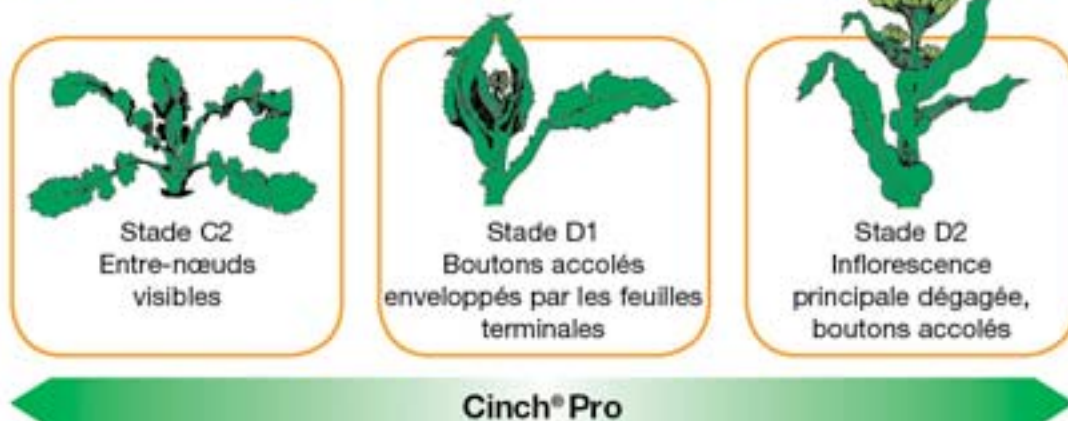 Stade C2
Entre-nœuds
visibles
Stade D1
Boutons accolés
enveloppés par les feuilles
terminales
Stade D2
Inflorescence
principale dégagée,
boutons accolés
Cinch® Pro